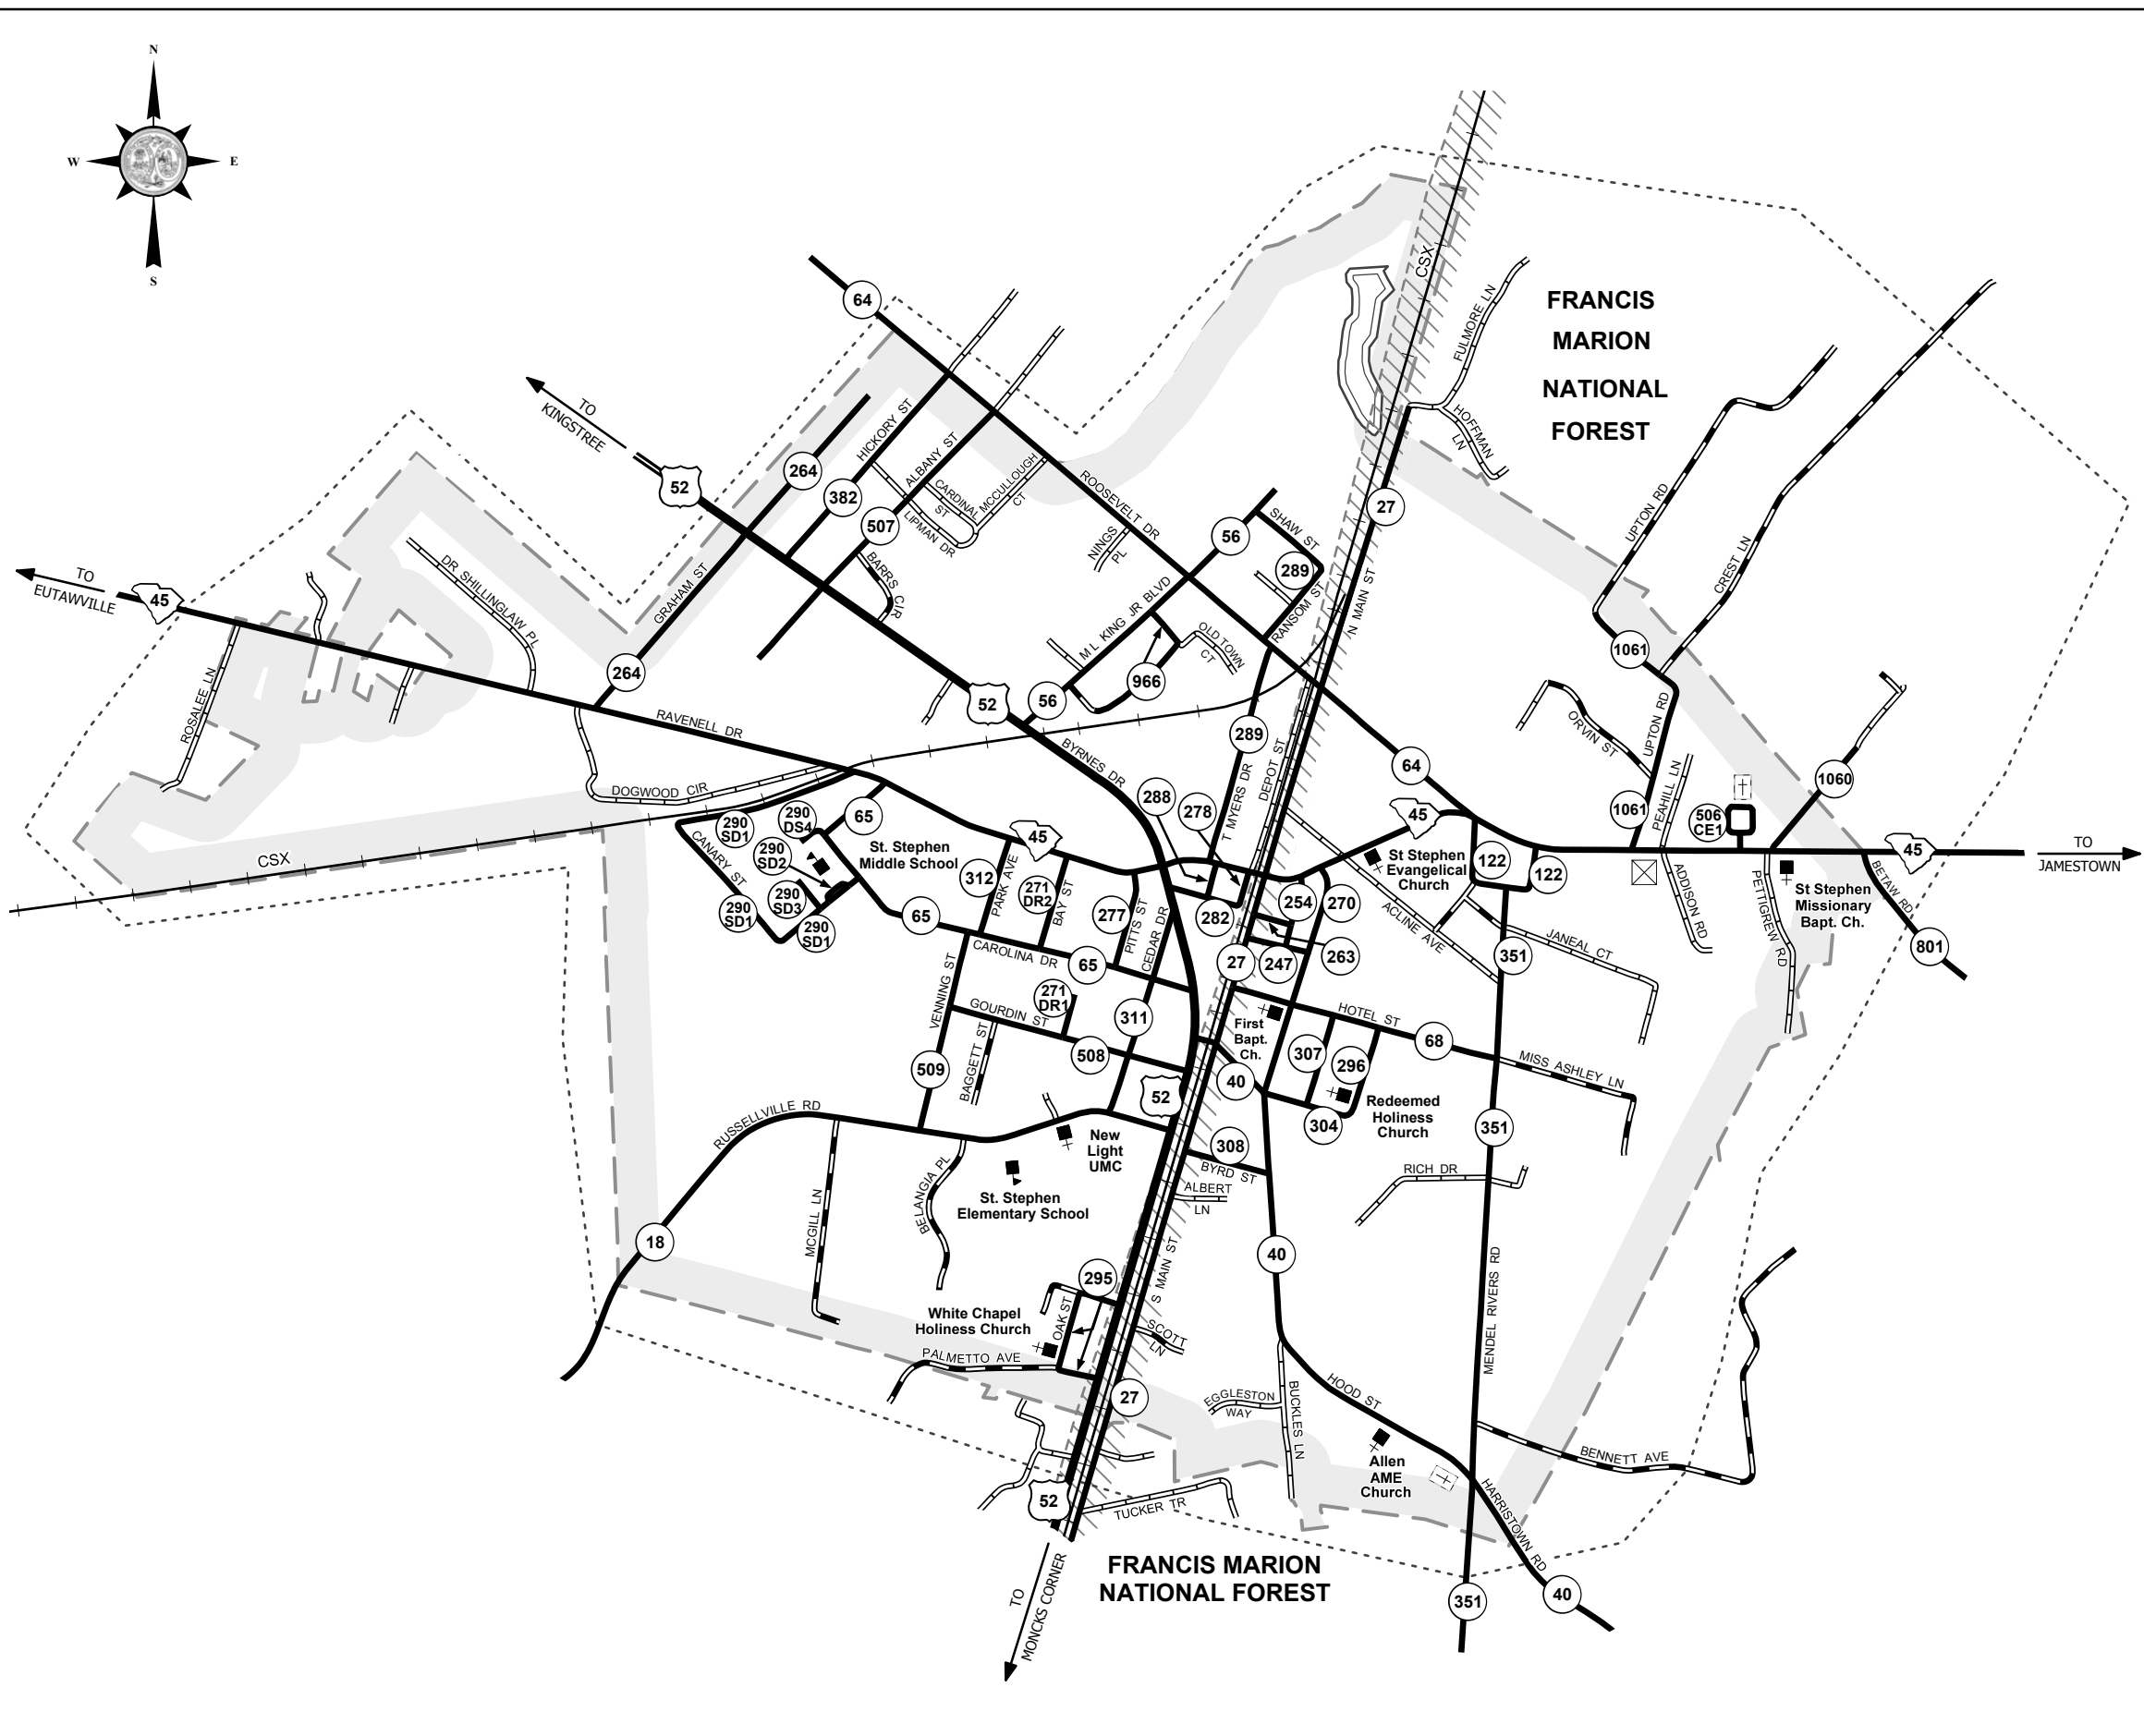 N
W
E
S
FRANCIS
MARION
NATIONAL
FOREST
CSX
FULMORE LN
HOFFMAN
LN
64
TO
KINGSTREE
52
264
HICKORY ST
382
ALBANY ST
507
CARDINAL
ST
MCCULLOUGH
CT
LIPMAN DR
BARRS CIR
ROOSEVELT DR
NINGS
PL
56
SHAW ST
289
RANSOM ST
27
N MAIN ST
UPTON RD
CREST LN
TO
EUTAWVILLE
45
DR SHILLINGLAW PL
GRAHAM ST
264
ROSALEE LN
M L KING JR BLVD
OLD TOWN
CT
966
56
52
RAVENELL DR
BYRNES DR
289
T MYERS DR
DEPOT ST
64
1061
UPTON RD
ORVIN ST
1061
PEAHILL LN
506
CE1
1060
45
TO
JAMESTOWN
DOGWOOD CIR
CSX
290
SD1
290
DS4
65
290
SD2
CANARY ST
290
SD3
290
SD1
290
SD1
St. Stephen
Middle School
45
288
278
312
PARK AVE
271
DR2
BAY ST
277
PITTS ST
CEDAR DR
282
254
270
263
247
27
45
St Stephen
Evangelical
Church
122
122
ACLINE AVE
JANEAL CT
351
ADDISON RD
PETTIGREW RD
St Stephen
Missionary
Bapt. Ch.
BETAW RD
801
65
CAROLINA DR
65
VENNING ST
271
DR1
GOURDIN ST
311
508
509
BAGGETT ST
First
Bapt.
Ch.
HOTEL ST
68
307
296
40
52
304
Redeemed
Holiness
Church
MISS ASHLEY LN
351
RUSSELLVILLE RD
New
Light
UMC
308
BYRD ST
ALBERT
LN
RICH DR
MCGILL LN
BELANGIA PL
St. Stephen
Elementary School
18
40
S MAIN ST
MENDEL RIVERS RD
295
White Chapel
Holiness Church
OAK ST
SCOTT
LN
PALMETTO AVE
27
EGGLESTON
WAY
BUCKLES LN
HOOD ST
Allen
AME
Church
BENNETT AVE
HARRISTOWN RD
52
TUCKER TR
FRANCIS MARION
NATIONAL FOREST
TO
MONCKS CORNER
351
40